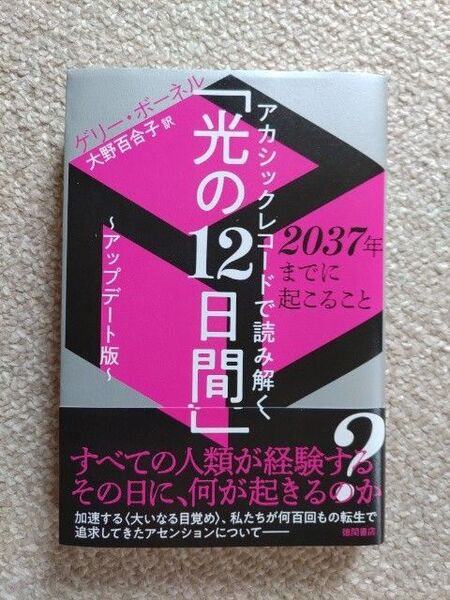 アカシックレコードで読み解く
「光の12日間」
〜アップデート版〜
ゲリー・ボーネル
大野百合子 訳
2037年
までに
起こること
すべての人類が経験する
その日に、何が起きるのか
?
加速する〈大いなる目覚め〉、私たちが何百回もの転生で
追求してきたアセンションについて――
徳間書店